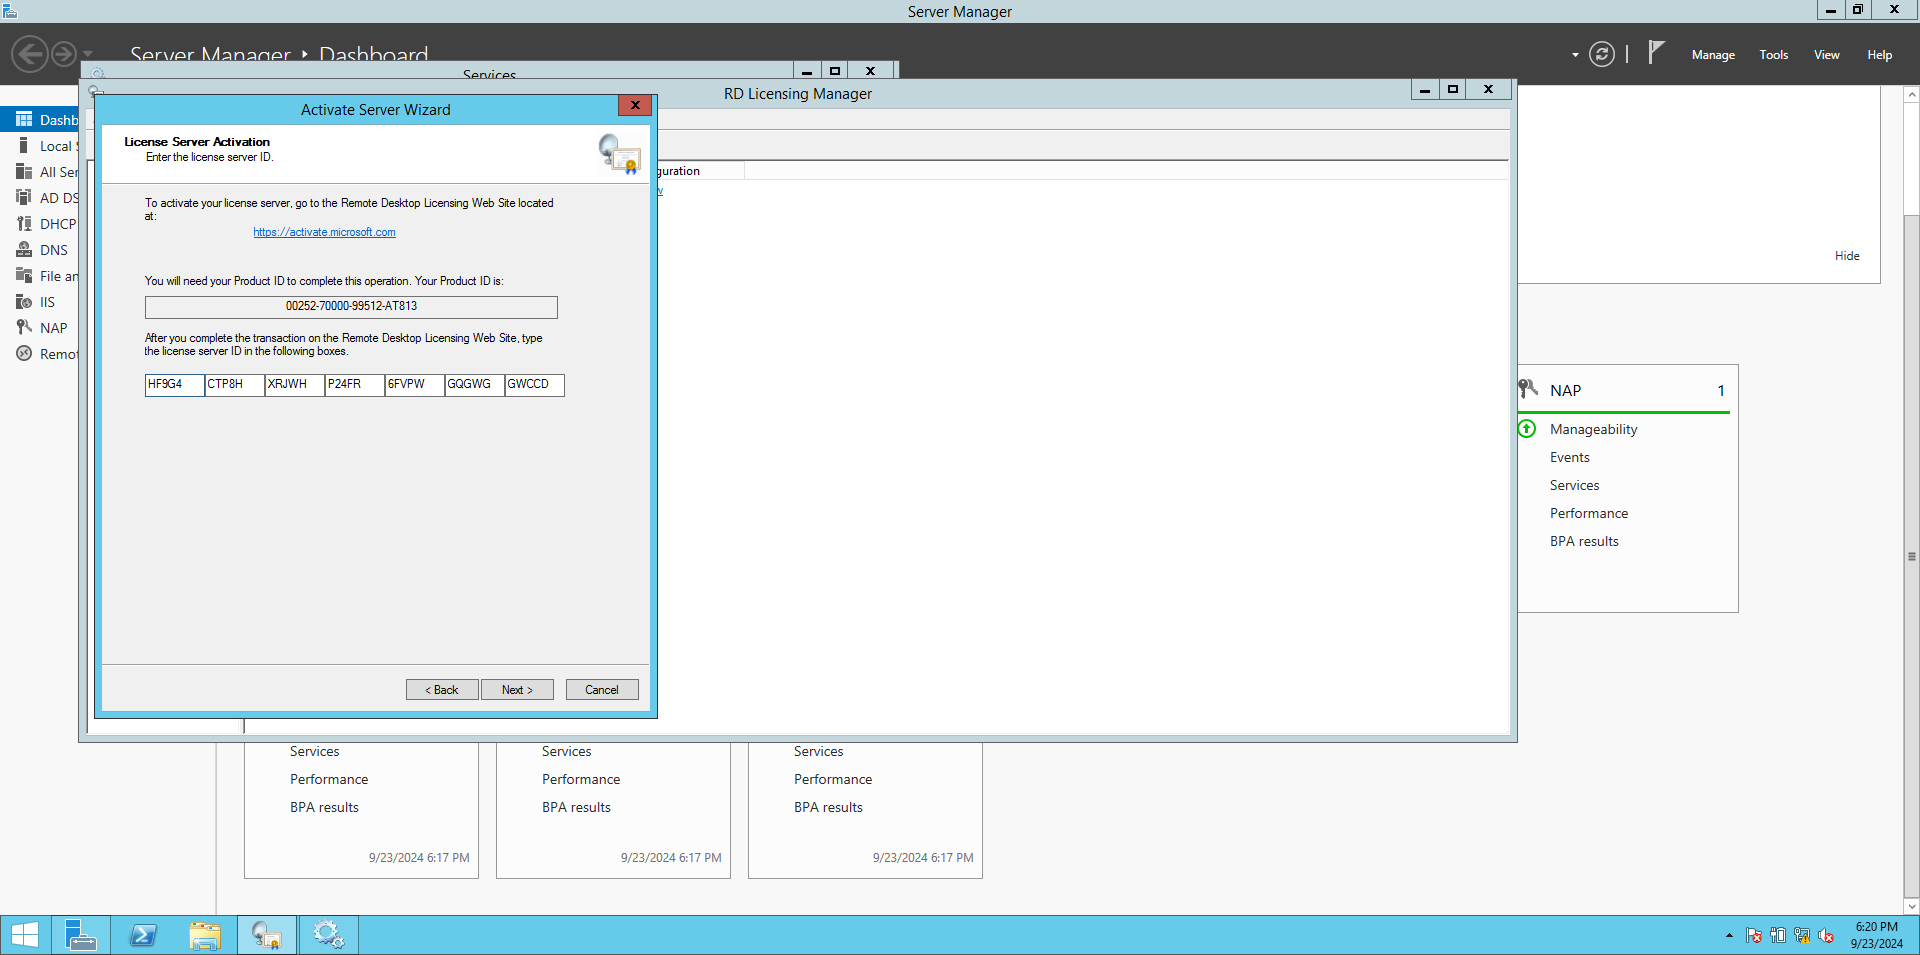 Server Manager
Server Manager ‣ Dashboard
Manage Tools View Help
Services
RD Licensing Manager
Activate Server Wizard
License Server Activation
Enter the license server ID.
To activate your license server, go to the Remote Desktop Licensing Web Site located
at:
https://activate.microsoft.com
You will need your Product ID to complete this operation. Your Product ID is:
00252-70000-99512-AT813
After you complete the transaction on the Remote Desktop Licensing Web Site, type
the license server ID in the following boxes.
HF9G4 CTP8H XRJWH P24FR 6FVPW GQGWG GWCCD
< Back Next > Cancel
guration
w
Dashb
Local S
All Ser
AD DS
DHCP
DNS
File an
IIS
NAP
Remot
Hide
NAP 1
Manageability
Events
Services
Performance
BPA results
Services Services Services
Performance Performance Performance
BPA results BPA results BPA results
9/23/2024 6:17 PM 9/23/2024 6:17 PM 9/23/2024 6:17 PM
6:20 PM
9/23/2024